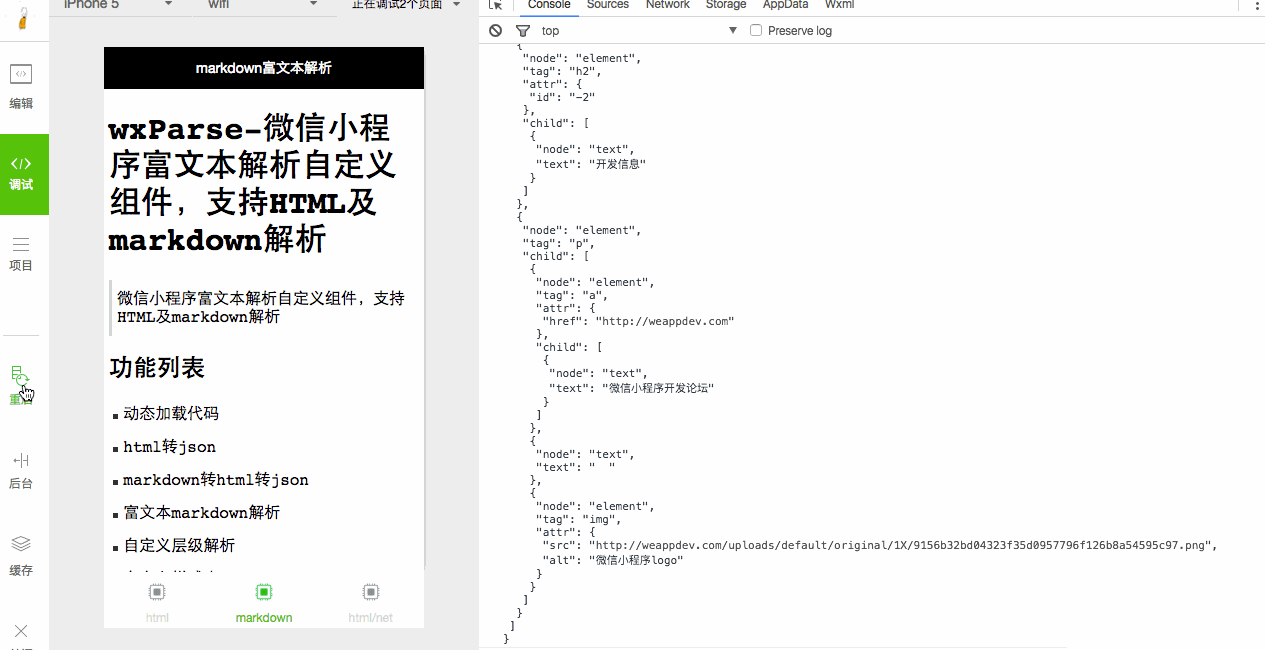 iPhone 5
wifi
正在调试2个页面
编辑
调试
项目
重启
后台
缓存
markdown富文本解析
wxParse-微信小程
序富文本解析自定义
组件，支持HTML及
markdown解析
微信小程序富文本解析自定义组件，支持
HTML及markdown解析
功能列表
动态加载代码
html转json
markdown转html转json
富文本markdown解析
自定义层级解析
html
markdown
html/net
Console Sources Network Storage AppData Wxml
top
Preserve log
{
"node": "element",
"tag": "h2",
"attr": {
"id": "-2"
},
"child": [
{
"node": "text",
"text": "开发信息"
}
]
},
{
"node": "element",
"tag": "p",
"child": [
{
"node": "element",
"tag": "a",
"attr": {
"href": "http://weappdev.com"
},
"child": [
{
"node": "text",
"text": "微信小程序开发论坛"
}
]
},
{
"node": "text",
"text": "  "
},
{
"node": "element",
"tag": "img",
"attr": {
"src": "http://weappdev.com/uploads/default/original/1X/9156b32bd04323f35d0957796f126b8a54595c97.png",
"alt": "微信小程序logo"
}
}
]
}
]
}